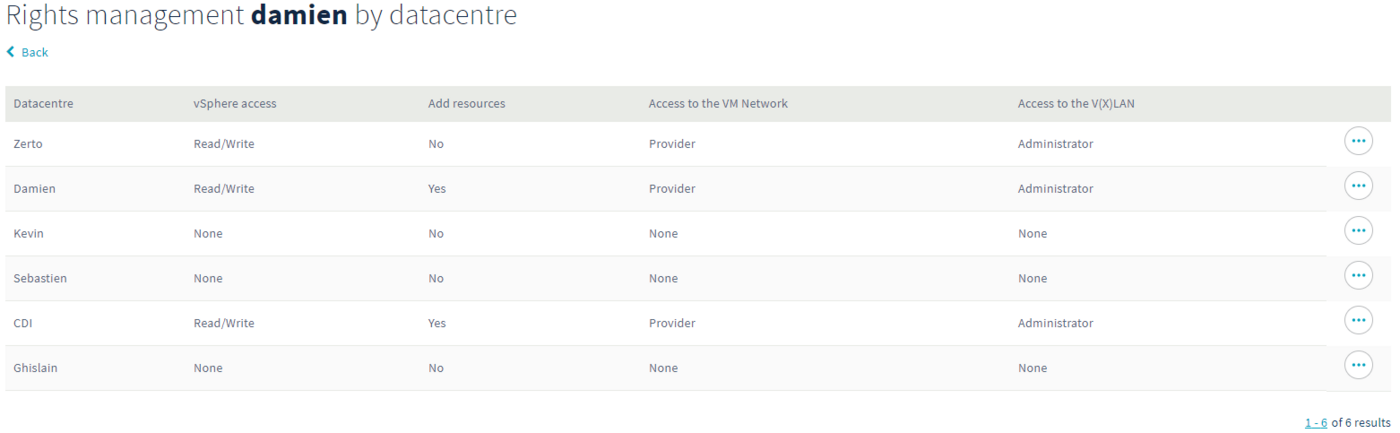 Rights management damien by datacentre
Back
Datacentre vSphere access Add resources Access to the VM Network Access to the V(X)LAN
Zerto Read/Write No Provider Administrator
Damien Read/Write Yes Provider Administrator
Kevin None No None None
Sebastien None No None None
CDI Read/Write Yes Provider Administrator
Ghislain None No None None
1 - 6 of 6 results